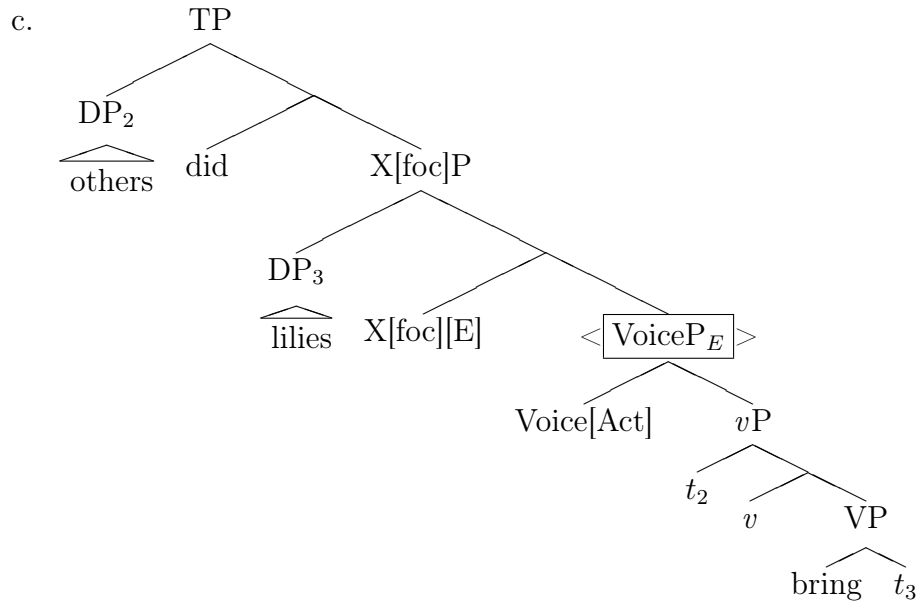 c.
TP
DP₂
others
did
X[foc]P
DP₃
lilies
X[foc][E]
<VoiceP_E>
Voice[Act]
vP
t₂
v
VP
bring
t₃